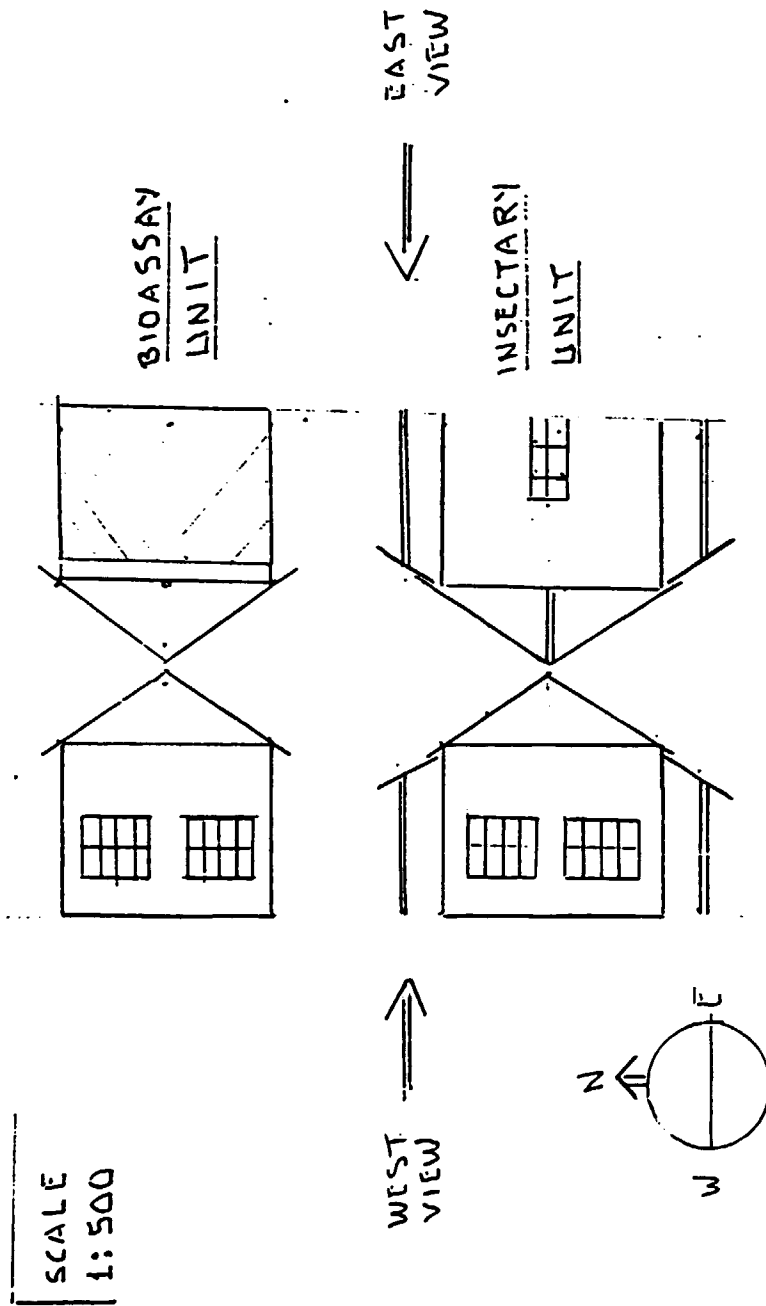 SCALE
1:500
BIOASSAY
UNIT
WEST
VIEW
EAST
VIEW
INSECTARY
UNIT
N
W
E